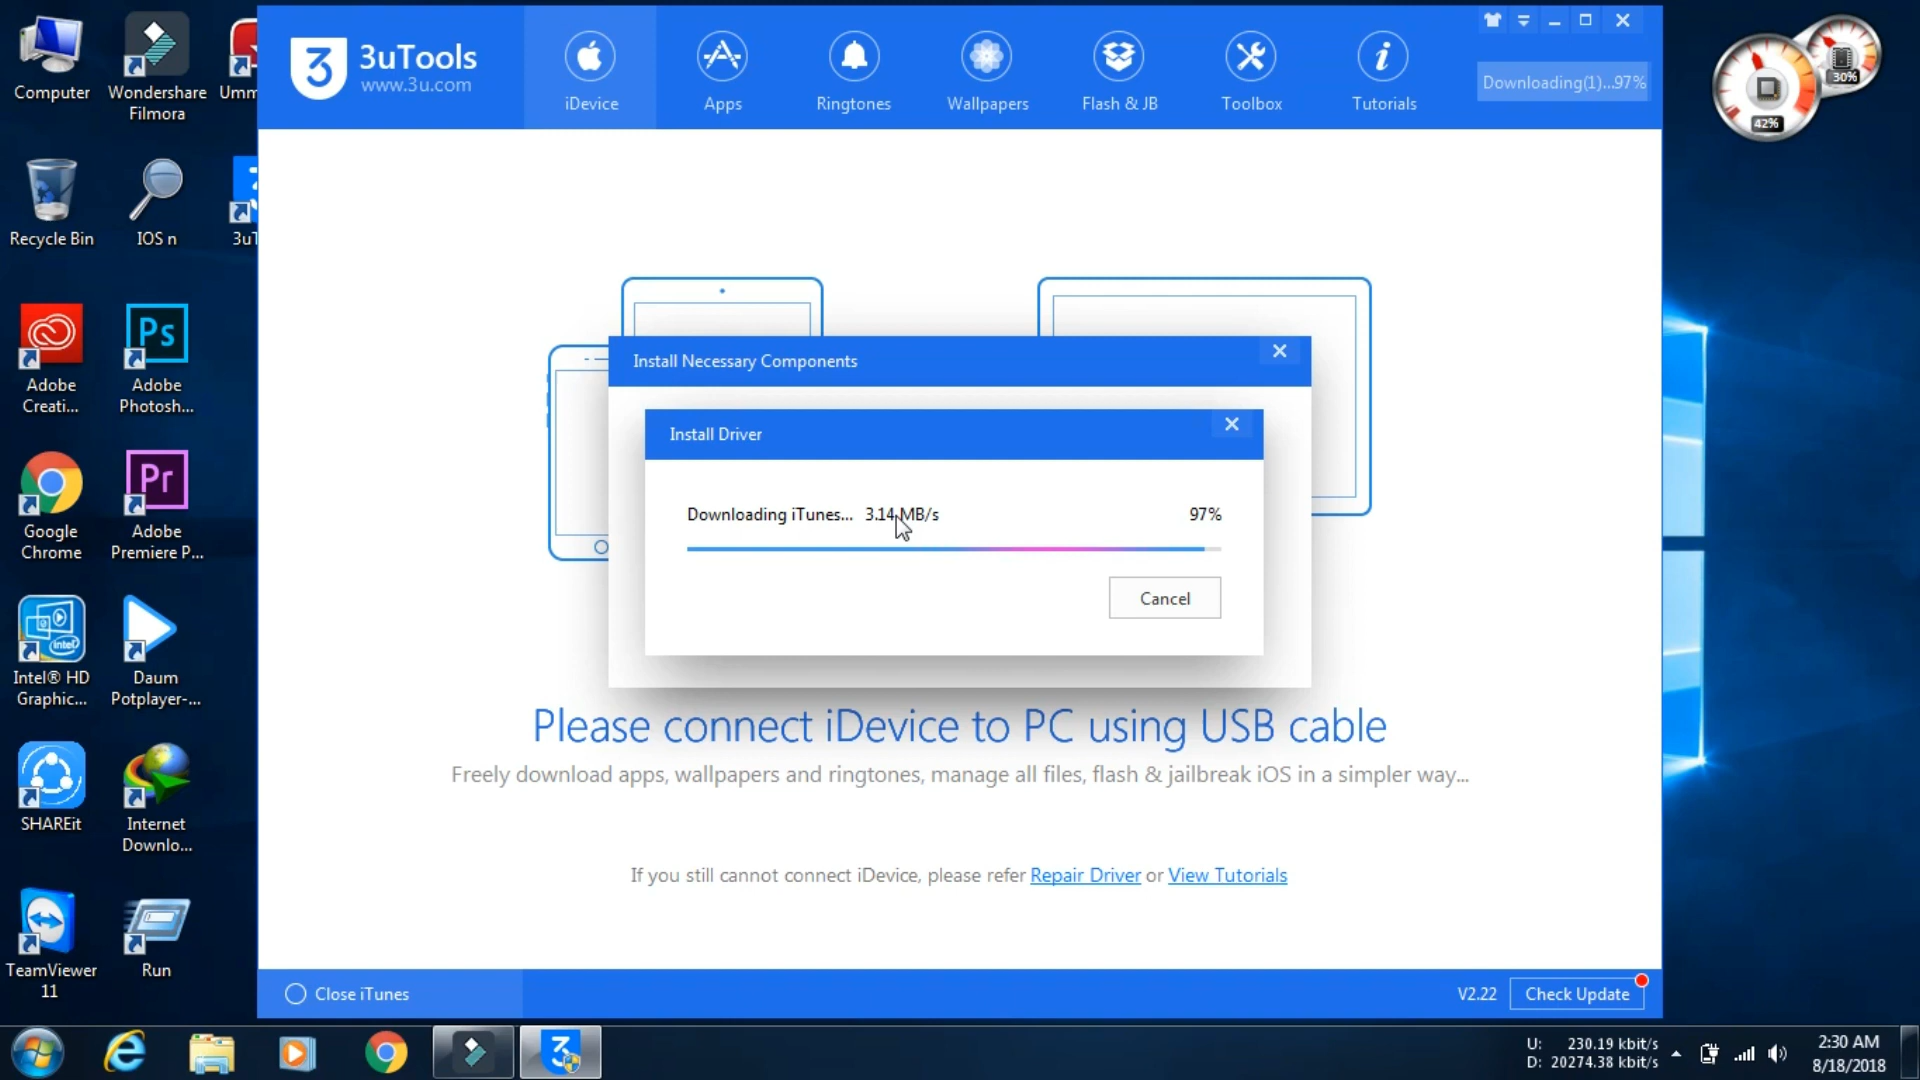 Computer
Wondershare
Filmora
Umm
Recycle Bin
IOS n
3uT
Adobe
Creati...
Adobe
Photosh...
Google
Chrome
Adobe
Premiere P...
Intel® HD
Graphic...
Daum
Potplayer-...
SHAREit
Internet
Downlo...
TeamViewer
11
Run
3uTools
www.3u.com
iDevice
Apps
Ringtones
Wallpapers
Flash & JB
Toolbox
Tutorials
Downloading(1)...97%
30%
42%
Install Necessary Components
Install Driver
Downloading iTunes... 3.14 MB/s 97%
Cancel
Please connect iDevice to PC using USB cable
Freely download apps, wallpapers and ringtones, manage all files, flash & jailbreak iOS in a simpler way...
If you still cannot connect iDevice, please refer Repair Driver or View Tutorials
Close iTunes
V2.22
Check Update
U: 230.19 kbit/s
D: 20274.38 kbit/s
2:30 AM
8/18/2018